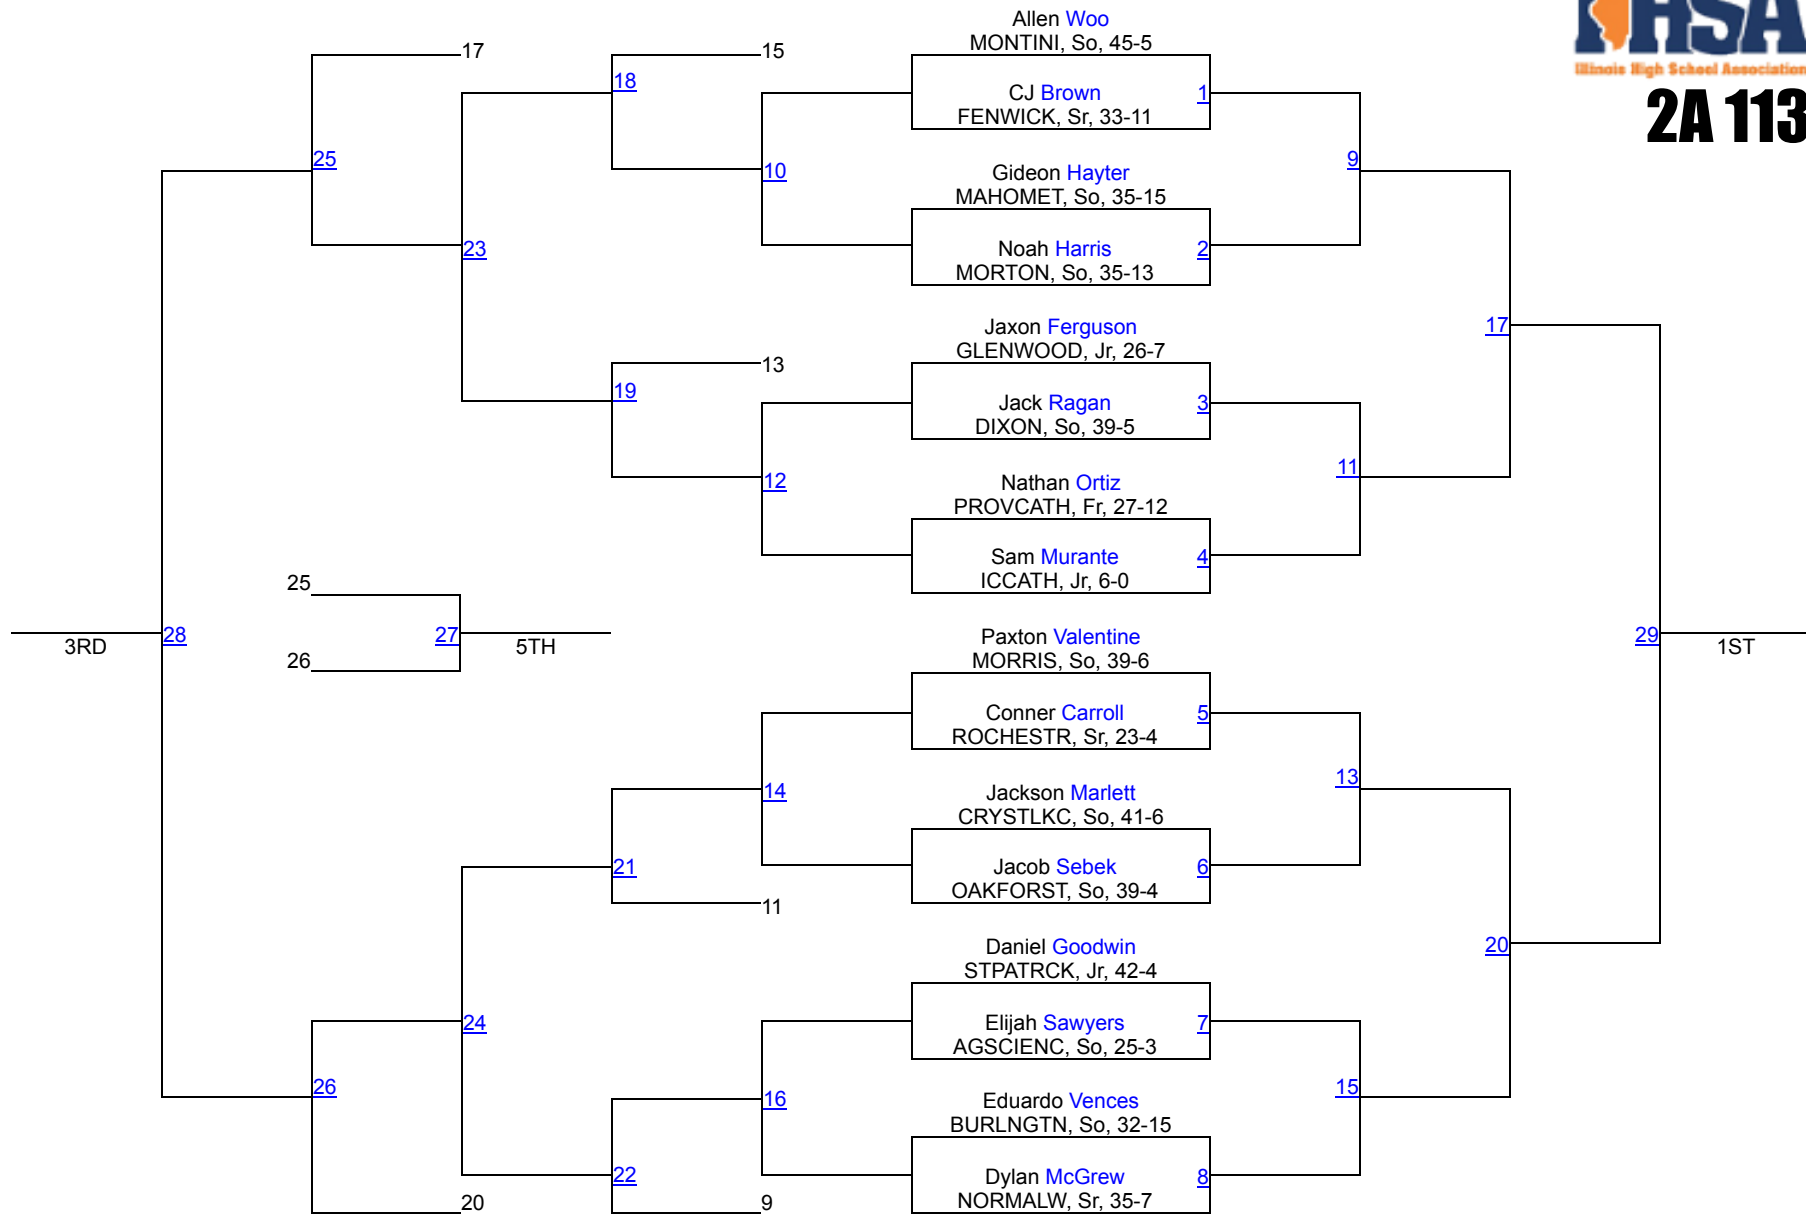 HSA
Illinois High School Association
2A 113
Allen Woo
MONTINI, So, 45-5
CJ Brown 1
FENWICK, Sr, 33-11
Gideon Hayter
MAHOMET, So, 35-15
Noah Harris 2
MORTON, So, 35-13
Jaxon Ferguson
GLENWOOD, Jr, 26-7
Jack Ragan 3
DIXON, So, 39-5
Nathan Ortiz
PROVCATH, Fr, 27-12
Sam Murante 4
ICCATH, Jr, 6-0
Paxton Valentine
MORRIS, So, 39-6
Conner Carroll 5
ROCHESTR, Sr, 23-4
Jackson Marlett
CRYSTLKC, So, 41-6
Jacob Sebek 6
OAKFORST, So, 39-4
Daniel Goodwin
STPATRCK, Jr, 42-4
Elijah Sawyers 7
AGSCIENC, So, 25-3
Eduardo Vences
BURLNGTN, So, 32-15
Dylan McGrew 8
NORMALW, Sr, 35-7
9
11
13
15
17
20
29
1ST
15
18
10
13
19
12
14
21
11
16
22
9
17
25
23
24
26
20
25
27
26
5TH
28
3RD